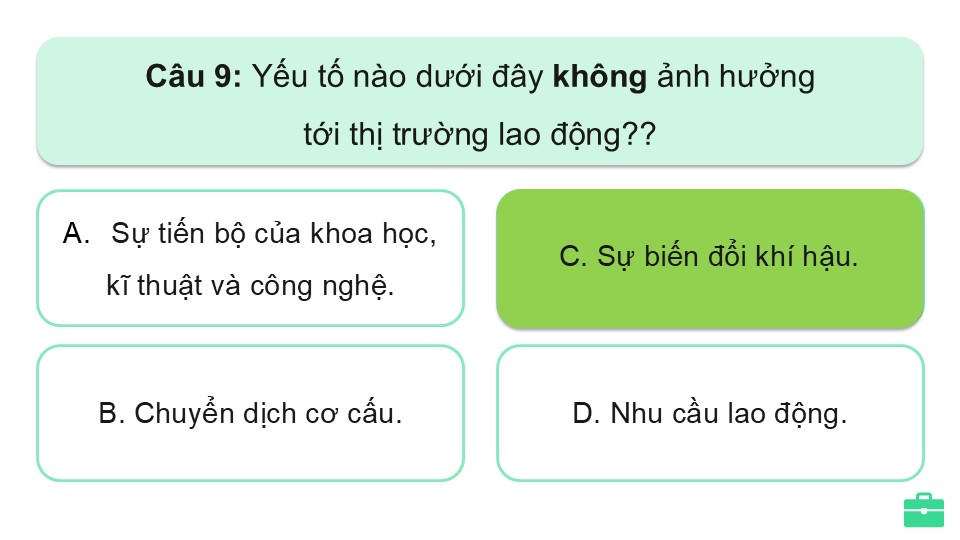 Câu 9: Yếu tố nào dưới đây không ảnh hưởng
tới thị trường lao động??
A. Sự tiến bộ của khoa học,
kĩ thuật và công nghệ.
C. Sự biến đổi khí hậu.
B. Chuyển dịch cơ cấu.
D. Nhu cầu lao động.